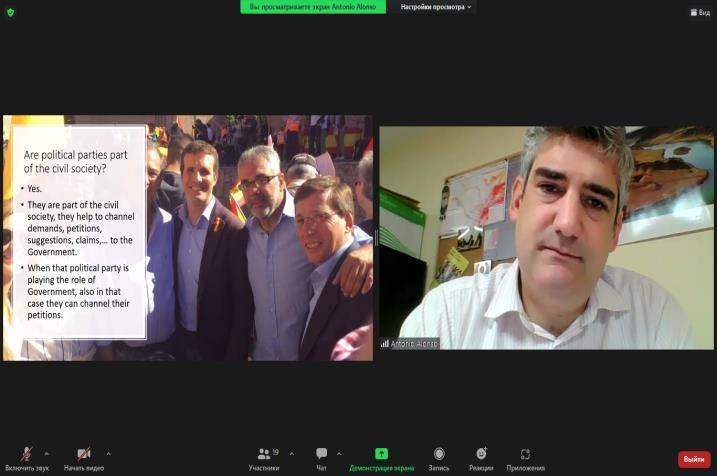 Вы просматриваете экран Antonio Alonso
Настройки просмотра
Вид
Are political parties part
of the civil society?
• Yes.
• They are part of the civil
society, they help to channel
demands, petitions,
suggestions, claims,... to the
Government.
• When that political party is
playing the role of
Government, also in that
case they can channel their
petitions.
Antonio Alonso
Включить звук
Начать видео
19
Участники
Чат
Демонстрация экрана
Запись
Реакции
Приложения
Выйти